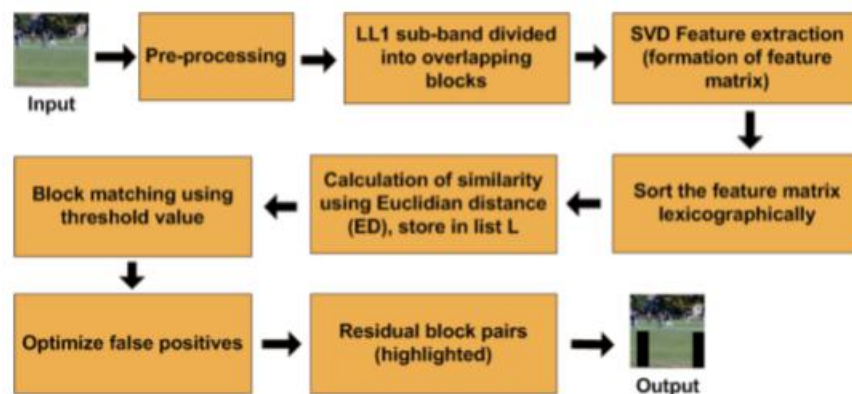 Input
Pre-processing
LL1 sub-band divided
into overlapping
blocks
SVD Feature extraction
(formation of feature
matrix)
Sort the feature matrix
lexicographically
Calculation of similarity
using Euclidian distance
(ED), store in list L
Block matching using
threshold value
Optimize false positives
Residual block pairs
(highlighted)
Output